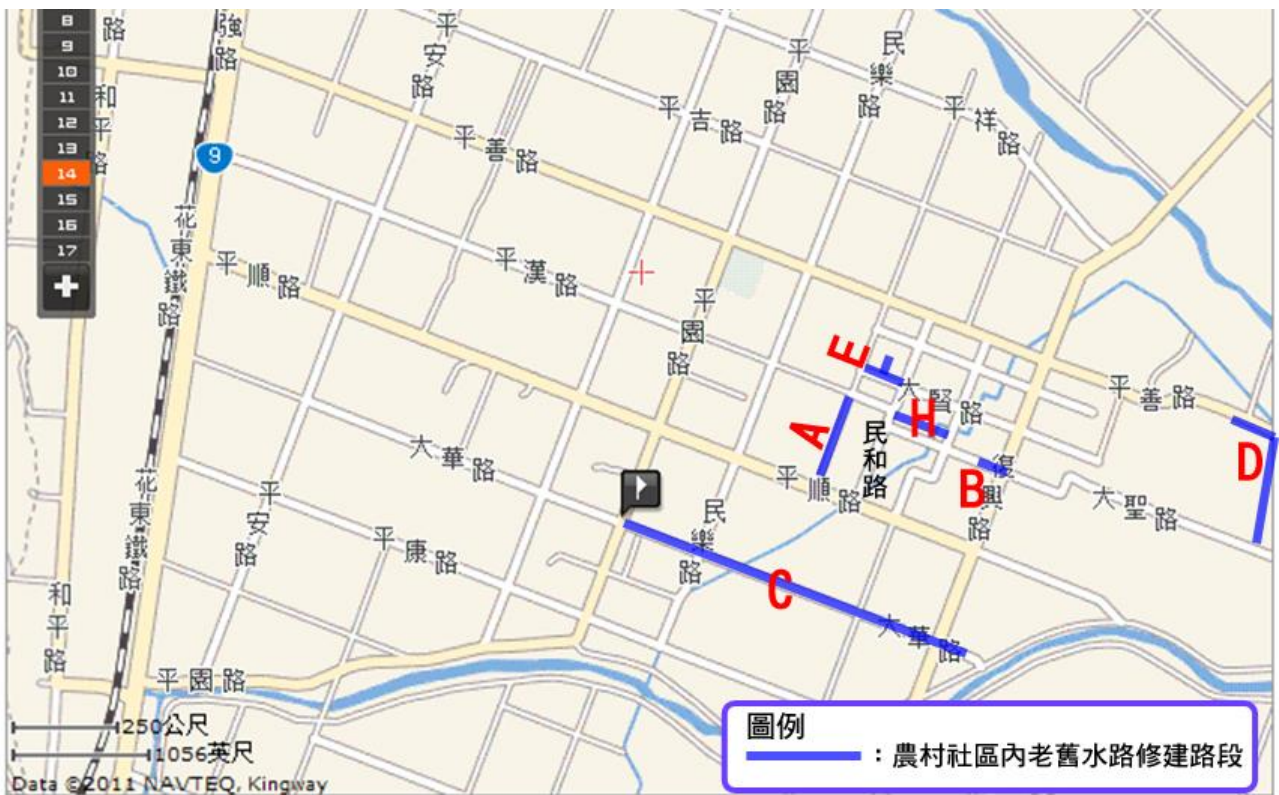 8
9
10
11
12
13
14
15
16
17
強路
平安路
平園路
民樂路
和平路
平吉路
平祥路
平善路
9
花東鐵路
平順路
平漢路
平園路
E
大賢路
平善路
A
H
民和路
D
大華路
平順路
B
復興路
大聖路
花東鐵路
平安路
平康路
民樂路
C
大華路
和平路
平園路
250公尺
1056英尺
圖例
：農村社區內老舊水路修建路段
Data ©2011 NAVTEQ, Kingway